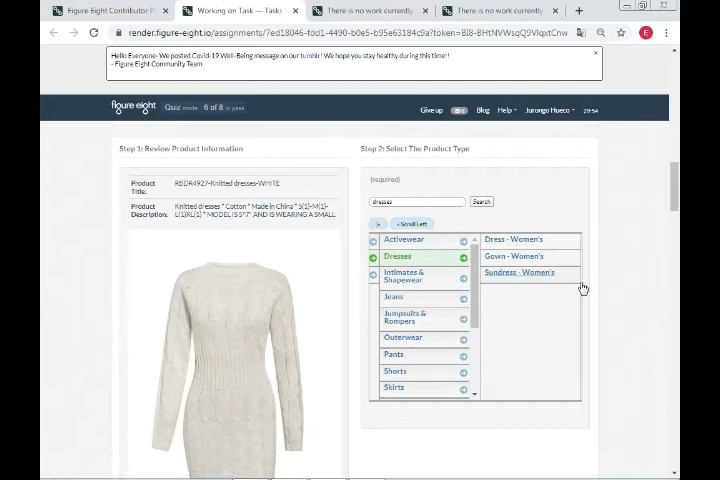 Figure Eight Contributor P
Working on Task — Tasks
There is no work currently
There is no work currently
render.figure-eight.io/assignments/7ed18046-fdd1-4490-b0e5-b95e63184c9a?token=BI8-BHtNVWsqQ9VlqxtCnw
E
Hello Everyone- We posted Covid-19 Well-Being message on our tumblr! We hope you stay healthy during this time!!
- Figure Eight Community Team
figure eight Quiz mode 6 of 8 to pass Give up Blog Help Jurongo Hueco 29:54
Step 1: Review Product Information
Product Title: RBDR4927-Knitted dresses-WHITE
Product Description: Knitted dresses * Cotton * Made in China * S(1)-M(1)-
L(1)XL(1) * MODEL IS 5"7" AND IS WEARING A SMALL
Step 2: Select The Product Type
(required)
dresses Search
« Scroll Left
Activewear
Dresses
Intimates &
Shapewear
Jeans
Jumpsuits &
Rompers
Outerwear
Pants
Shorts
Skirts
Dress - Women's
Gown - Women's
Sundress - Women's